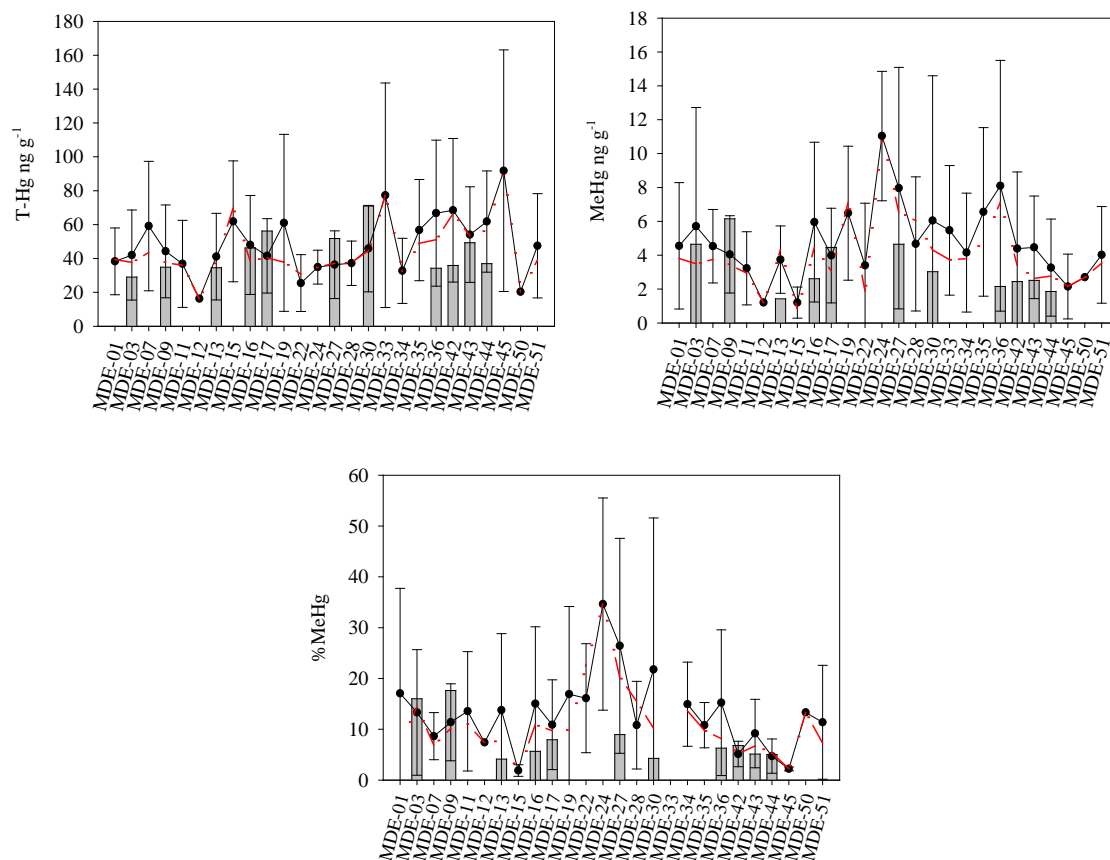 180
160
140
120
100
80
60
40
20
0
T-Hg ng g-1
MDE-01
MDE-03
MDE-07
MDE-09
MDE-11
MDE-12
MDE-13
MDE-15
MDE-16
MDE-17
MDE-19
MDE-22
MDE-24
MDE-27
MDE-28
MDE-30
MDE-33
MDE-34
MDE-35
MDE-36
MDE-42
MDE-43
MDE-44
MDE-45
MDE-50
MDE-51
18
16
14
12
10
8
6
4
2
0
MeHg ng g-1
MDE-01
MDE-03
MDE-07
MDE-09
MDE-11
MDE-12
MDE-13
MDE-15
MDE-16
MDE-17
MDE-19
MDE-22
MDE-24
MDE-27
MDE-28
MDE-30
MDE-33
MDE-34
MDE-35
MDE-36
MDE-42
MDE-43
MDE-44
MDE-45
MDE-50
MDE-51
60
50
40
30
20
10
0
%MeHg
MDE-01
MDE-03
MDE-07
MDE-09
MDE-11
MDE-12
MDE-13
MDE-15
MDE-16
MDE-17
MDE-19
MDE-22
MDE-24
MDE-27
MDE-28
MDE-30
MDE-33
MDE-34
MDE-35
MDE-36
MDE-42
MDE-43
MDE-44
MDE-45
MDE-50
MDE-51